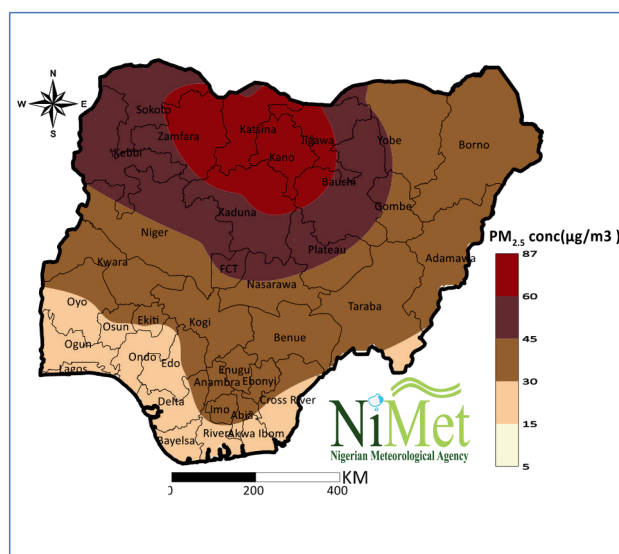 N
W E
S
Sokoto
Katsina
Zamfara
Jigawa
Yobe
Borno
Kebbi
Kano
Bauchi
Kaduna
Gombe
Niger
Plateau
PM2.5 conc(µg/m3 )
87
Adamawa
Kwara
FCT
Nasarawa
60
Oyo
Taraba
Osun
Ekiti
Kogi
45
Ogun
Benue
Lagos
Ondo
Edo
Enugu
30
Anambra
Ebonyi
Delta
Imo
Abia
Cross River
15
Bayelsa
Rivers
Akwa Ibom
NiMet
Nigerian Meteorological Agency
5
KM
0 200 400